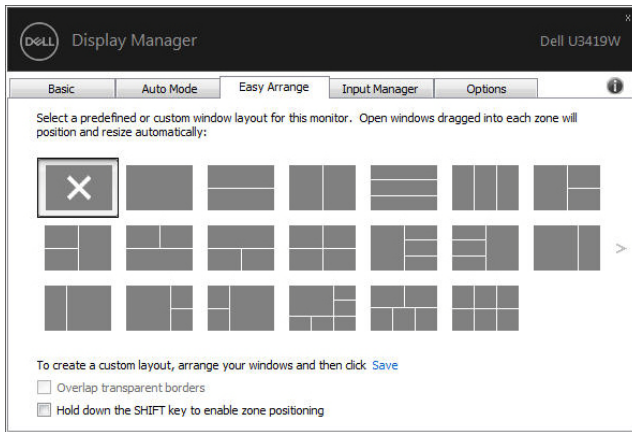 x
DELL Display Manager Dell U3419W
Basic Auto Mode Easy Arrange Input Manager Options i
Select a predefined or custom window layout for this monitor. Open windows dragged into each zone will
position and resize automatically:
>
To create a custom layout, arrange your windows and then click Save
Overlap transparent borders
Hold down the SHIFT key to enable zone positioning